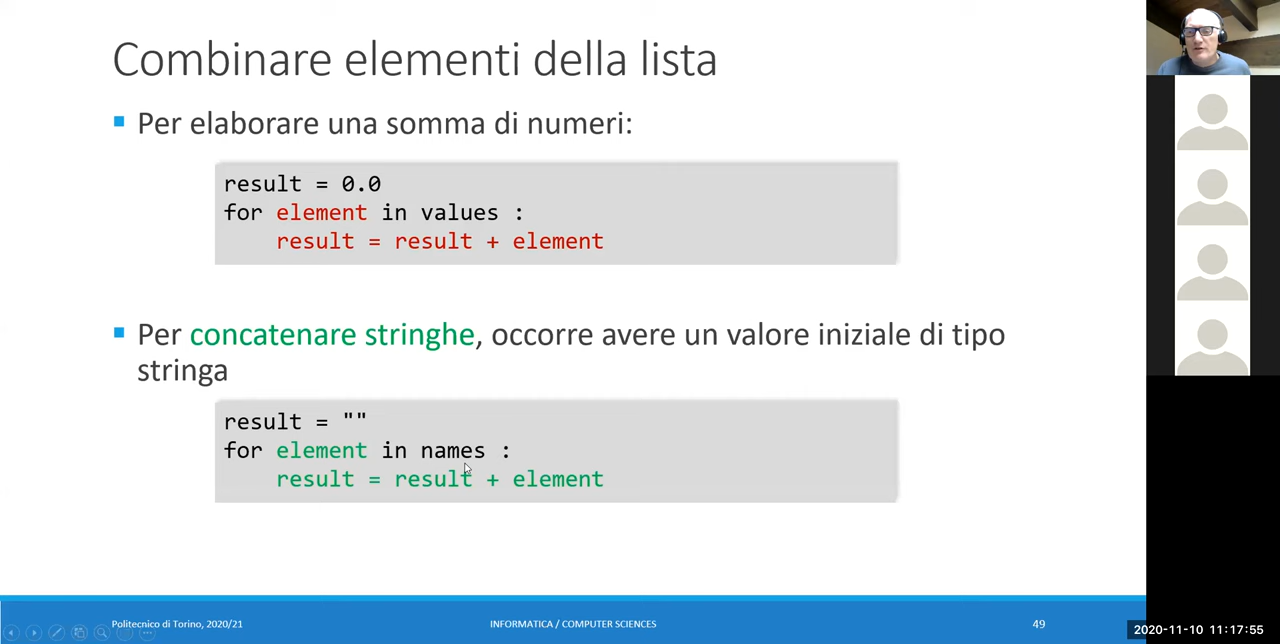 Combinare elementi della lista
Per elaborare una somma di numeri:
result = 0.0
for element in values :
    result = result + element
Per concatenare stringhe, occorre avere un valore iniziale di tipo
stringa
result = ""
for element in names :
    result = result + element
Politecnico di Torino, 2020/21
INFORMATICA / COMPUTER SCIENCES
49
2020-11-10 11:17:55